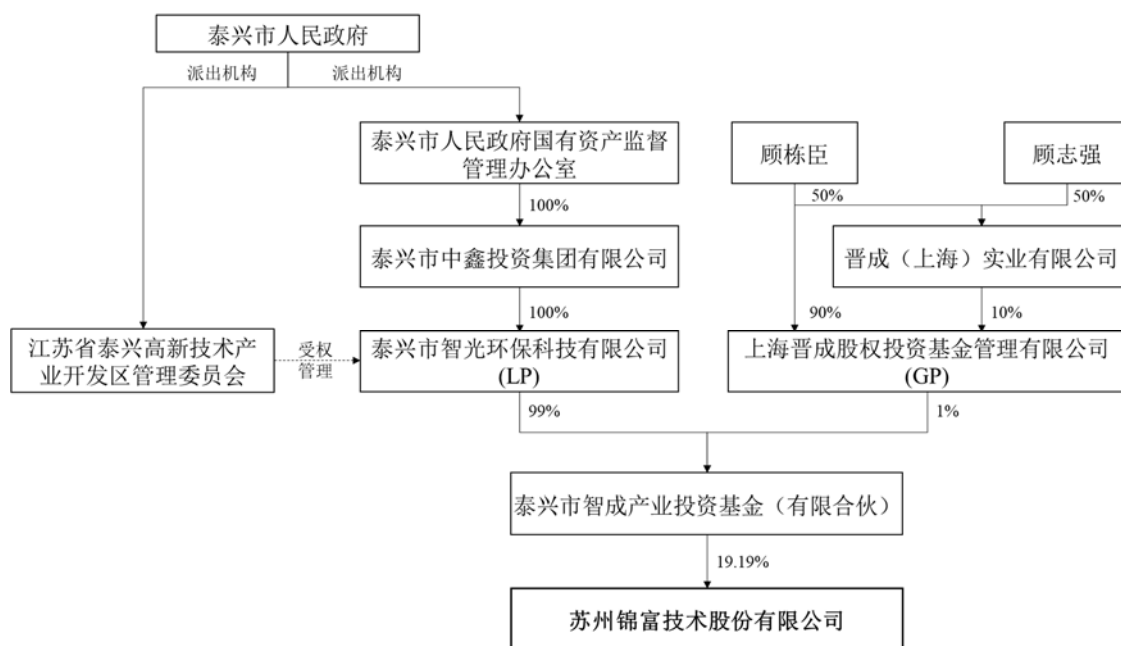 泰兴市人民政府
派出机构
派出机构
泰兴市人民政府国有资产监督
管理办公室
顾栋臣
顾志强
100%
50%
50%
泰兴市中鑫投资集团有限公司
晋成（上海）实业有限公司
100%
90%
10%
江苏省泰兴高新技术产
业开发区管理委员会
受权
管理
泰兴市智光环保科技有限公司
(LP)
上海晋成股权投资基金管理有限公司
(GP)
99%
1%
泰兴市智成产业投资基金（有限合伙）
19.19%
苏州锦富技术股份有限公司